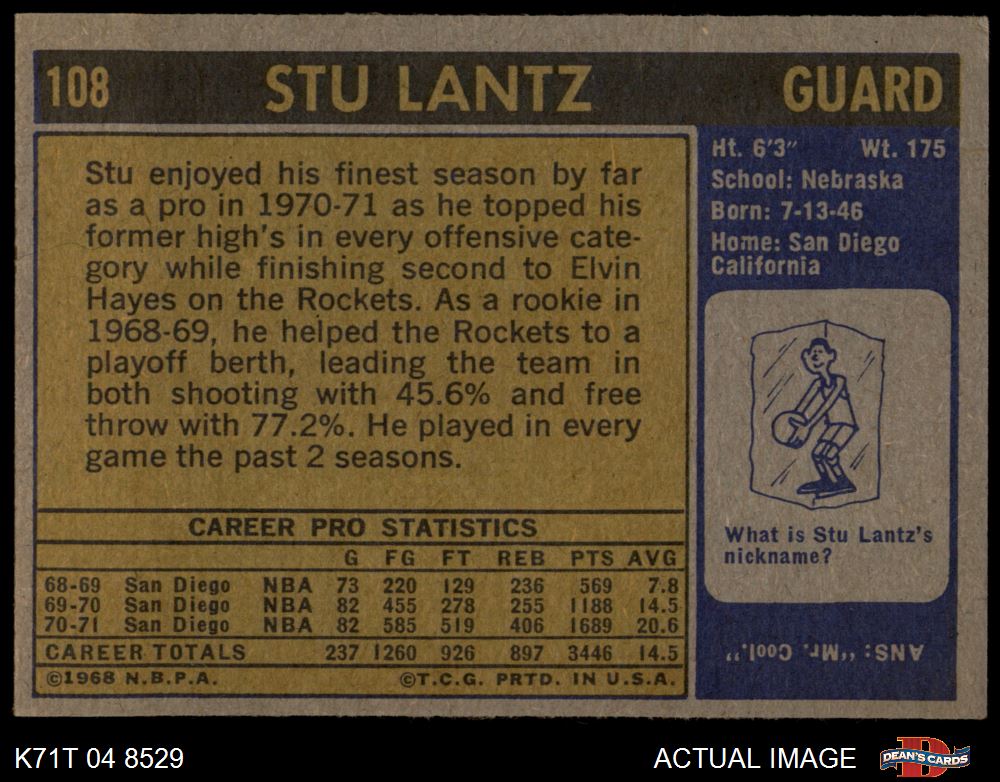 108 STU LANTZ GUARD
Stu enjoyed his finest season by far
as a pro in 1970-71 as he topped his
former high's in every offensive cate-
gory while finishing second to Elvin
Hayes on the Rockets. As a rookie in
1968-69, he helped the Rockets to a
playoff berth, leading the team in
both shooting with 45.6% and free
throw with 77.2%. He played in every
game the past 2 seasons.
CAREER PRO STATISTICS
G FG FT REB PTS AVG
68-69 San Diego NBA 73 220 129 236 569 7.8
69-70 San Diego NBA 82 455 278 255 1188 14.5
70-71 San Diego NBA 82 585 519 406 1689 20.6
CAREER TOTALS 237 1260 926 897 3446 14.5
©1968 N.B.P.A. ©T.C.G. PRTD. IN U.S.A.
Ht. 6'3" Wt. 175
School: Nebraska
Born: 7-13-46
Home: San Diego
California
What is Stu Lantz's
nickname?
ANS: "Mr. Cool."
K71T 04 8529 ACTUAL IMAGE DEAN'S CARDS